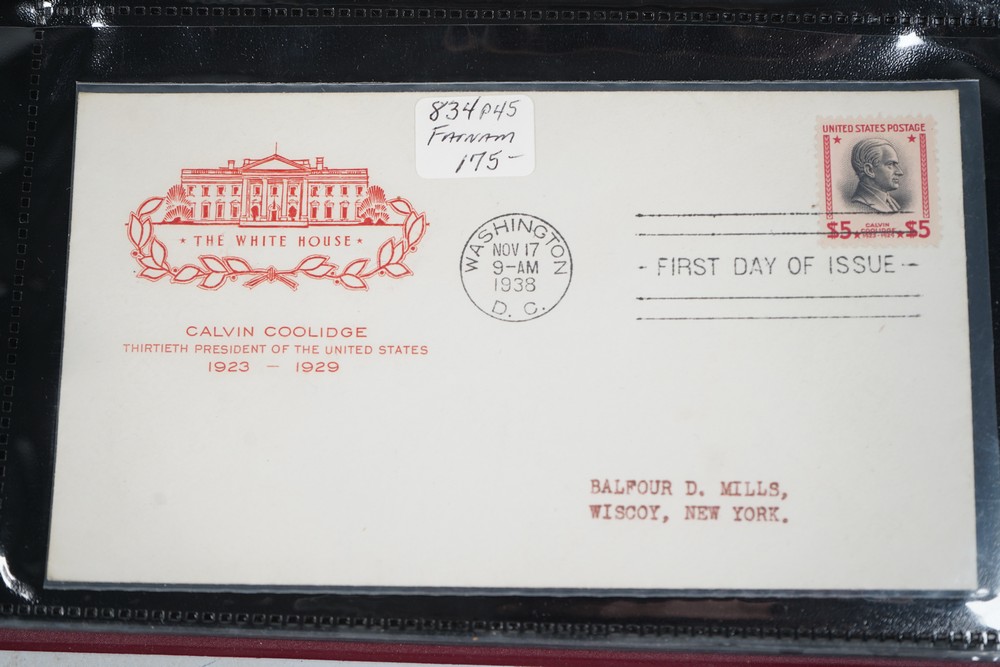 834 P45
Farnam
175-
UNITED STATES POSTAGE
CALVIN
COOLIDGE
1923 1929
$5 $5
* THE WHITE HOUSE *
WASHINGTON
NOV 17
9-AM
1938
D. C.
- FIRST DAY OF ISSUE -
CALVIN COOLIDGE
THIRTIETH PRESIDENT OF THE UNITED STATES
1923 - 1929
BALFOUR D. MILLS,
WISCOY, NEW YORK.